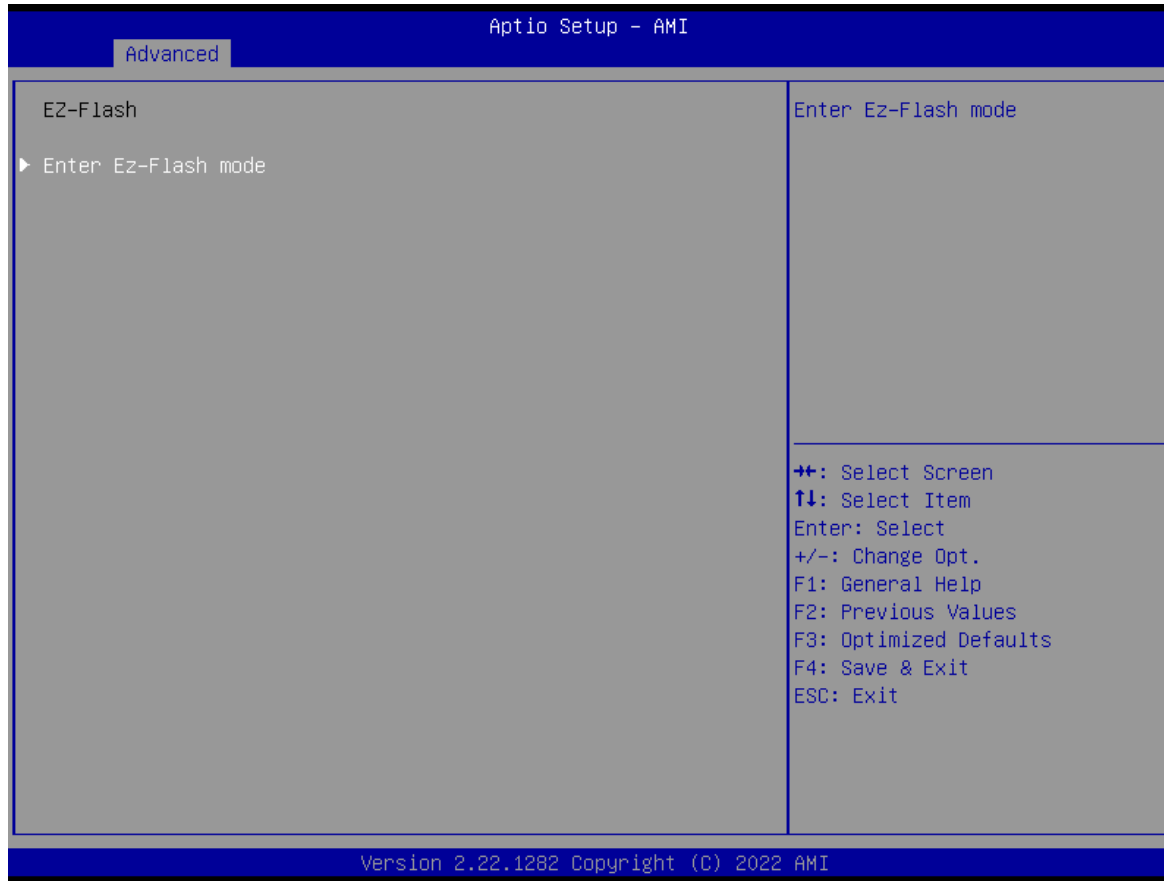 Aptio Setup - AMI
Advanced
EZ-Flash
Enter Ez-Flash mode
Enter Ez-Flash mode
→←: Select Screen
↑↓: Select Item
Enter: Select
+/-: Change Opt.
F1: General Help
F2: Previous Values
F3: Optimized Defaults
F4: Save & Exit
ESC: Exit
Version 2.22.1282 Copyright (C) 2022 AMI